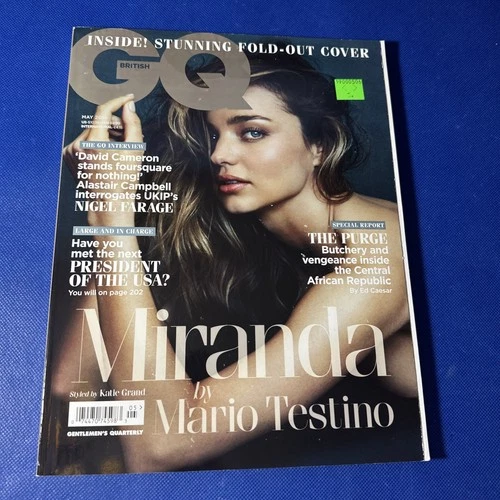 INSIDE! STUNNING FOLD-OUT COVER
GQ
BRITISH
MAY
THE GQ INTERVIEW
'David Cameron
stands foursquare
for nothing!'
Alastair Campbell
interrogates UKIP's
NIGEL FARAGE
LARGE AND IN CHARGE
Have you
met the next
PRESIDENT
OF THE USA?
You will on page 202
SPECIAL REPORT
THE PURGE
Butchery and
vengeance inside
the Central
African Republic
By Ed Caesar
Miranda
by
Mario Testino
Styled by Katie Grand
05
GENTLEMEN'S QUARTERLY